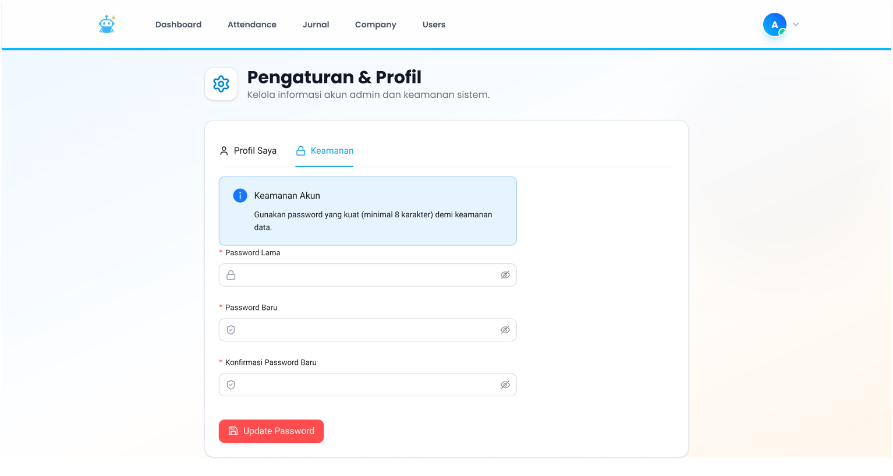 Dashboard
Attendance
Jurnal
Company
Users
A
Pengaturan & Profil
Kelola informasi akun admin dan keamanan sistem.
Profil Saya
Keamanan
Keamanan Akun
Gunakan password yang kuat (minimal 8 karakter) demi keamanan
data.
* Password Lama
* Password Baru
* Konfirmasi Password Baru
Update Password